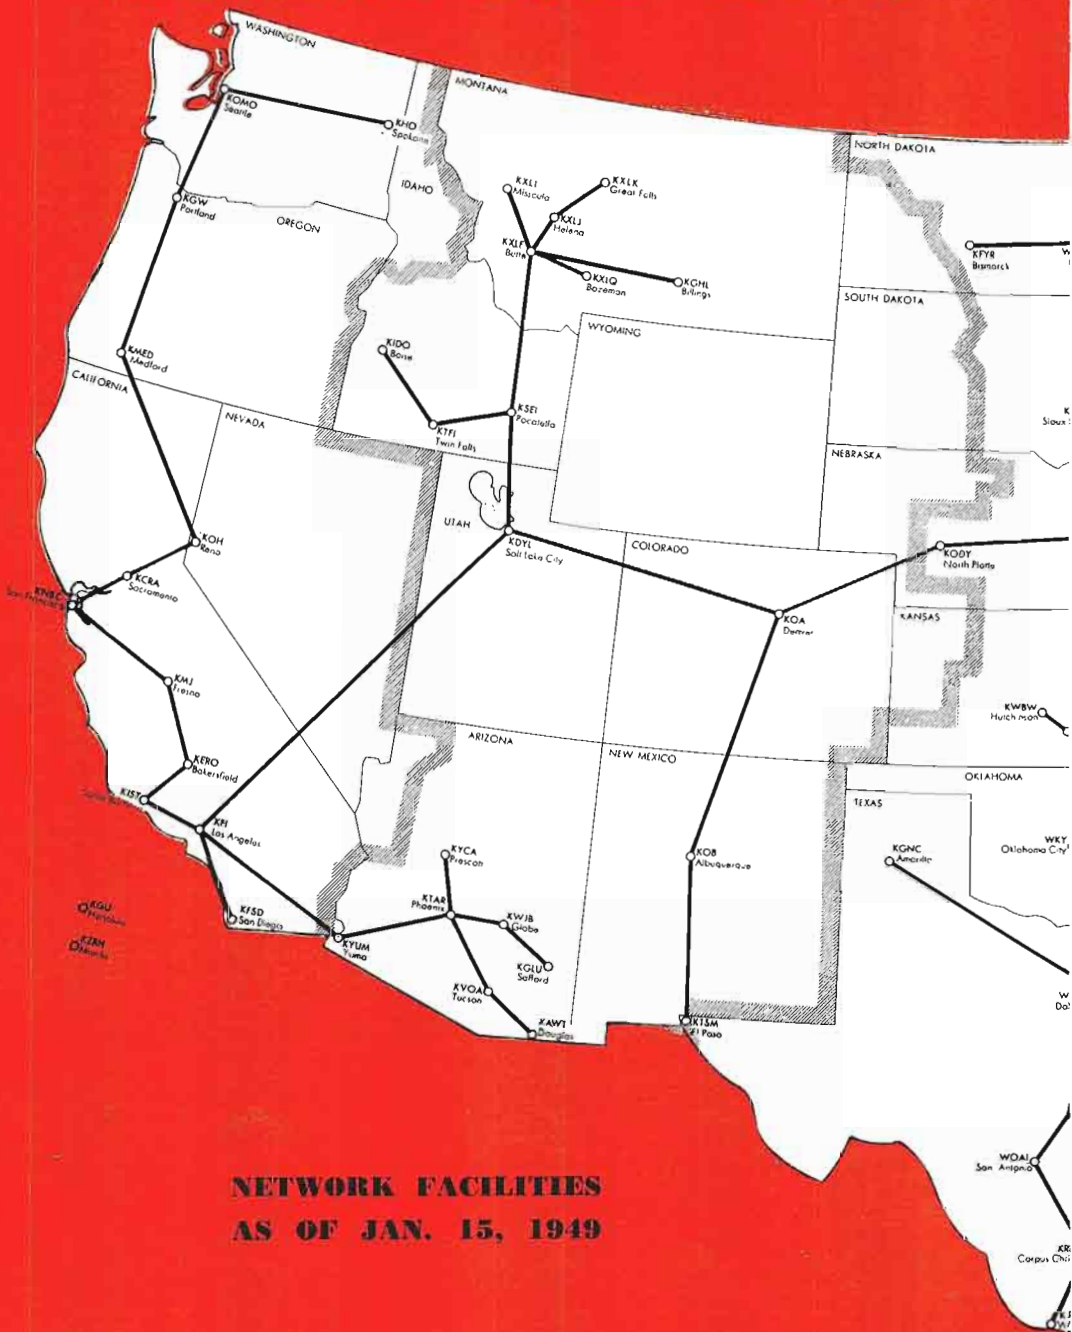 WASHINGTON
KOMO
Seattle
KHQ
Spokane
MONTANA
IDAHO
NORTH DAKOTA
KXLL
Missoula
KXLK
Great Falls
KXLJ
Helena
KXLF
Butte
KXLQ
Bozeman
KGHL
Billings
KGW
Portland
OREGON
KFYR
Bismarck
SOUTH DAKOTA
WYOMING
KIDO
Boise
KMED
Medford
CALIFORNIA
NEVADA
KSEI
Pocatello
KTFI
Twin Falls
Sioux
NEBRASKA
UTAH
KDYL
Salt Lake City
COLORADO
KODY
North Platte
KOH
Reno
KCRA
Sacramento
KNBC
San Francisco
KOA
Denver
KANSAS
KMJ
Fresno
KWBW
Hutchinson
ARIZONA
NEW MEXICO
KERO
Bakersfield
OKLAHOMA
KIST
TEXAS
KFI
Los Angeles
KYCA
Prescott
KOB
Albuquerque
KGNC
Amarillo
WKY
Oklahoma City
KGU
Honolulu
KTAR
Phoenix
KWJB
Globe
KFSD
San Diego
KZRH
Manila
KYUM
Yuma
KGLU
Safford
KVOA
Tucson
KAWT
Douglas
KTSM
El Paso
WOAI
San Antonio
Corpus Chri
NETWORK FACILITIES
AS OF JAN. 15, 1949